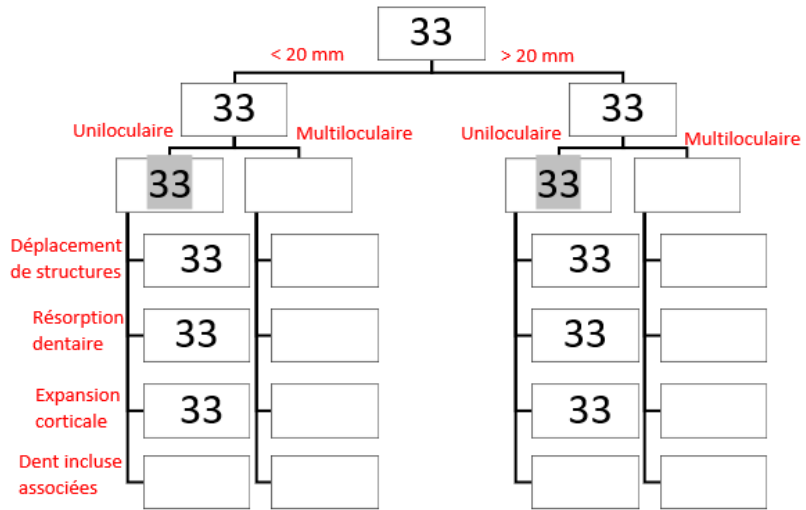 33
< 20 mm
> 20 mm
33
33
Uniloculaire
Multiloculaire
Uniloculaire
Multiloculaire
33
33
Déplacement
de structures
33
33
Résorption
dentaire
33
33
Expansion
corticale
33
33
Dent incluse
associées